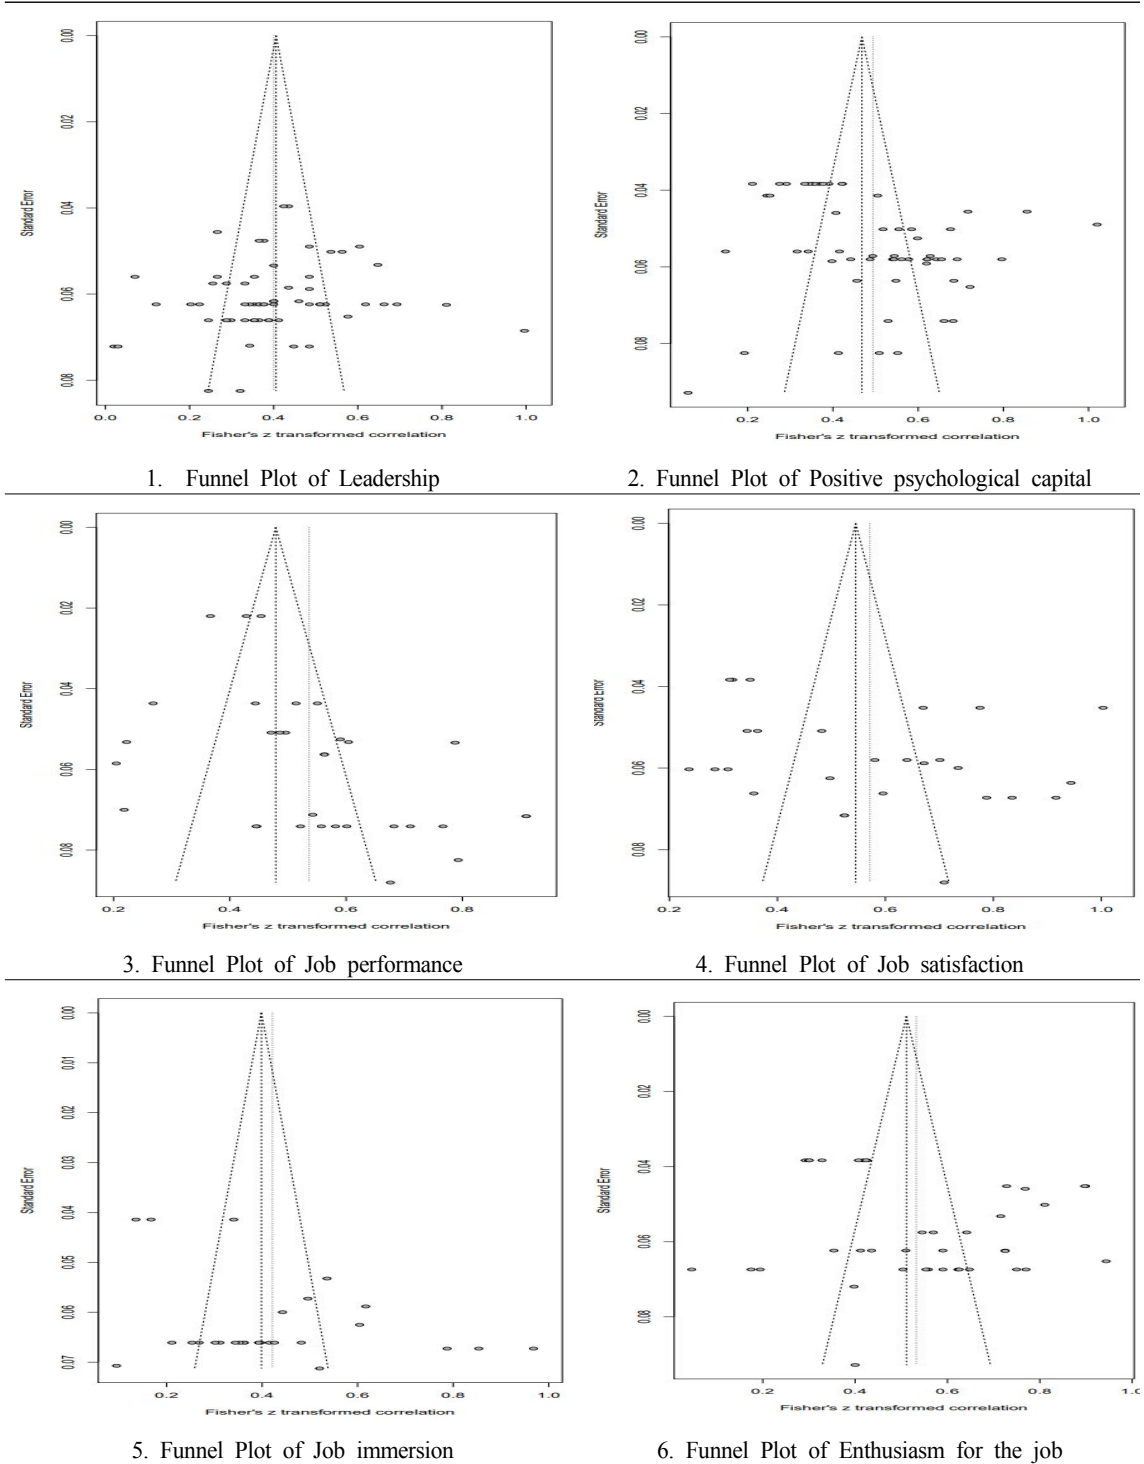 0.00
0.02
0.04
0.06
0.08
Standard Error
0.0 0.2 0.4 0.6 0.8 1.0
Fisher's z transformed correlation
1. Funnel Plot of Leadership
0.00
0.02
0.04
0.06
0.08
Standard Error
0.2 0.4 0.6 0.8 1.0
Fisher's z transformed correlation
2. Funnel Plot of Positive psychological capital
0.00
0.02
0.04
0.06
0.08
Standard Error
0.2 0.4 0.6 0.8
Fisher's z transformed correlation
3. Funnel Plot of Job performance
0.00
0.02
0.04
0.06
0.08
Standard Error
0.2 0.4 0.6 0.8 1.0
Fisher's z transformed correlation
4. Funnel Plot of Job satisfaction
0.00
0.01
0.02
0.03
0.04
0.05
0.06
0.07
Standard Error
0.2 0.4 0.6 0.8 1.0
Fisher's z transformed correlation
5. Funnel Plot of Job immersion
0.00
0.02
0.04
0.06
0.08
Standard Error
0.2 0.4 0.6 0.8 1.0
Fisher's z transformed correlation
6. Funnel Plot of Enthusiasm for the job